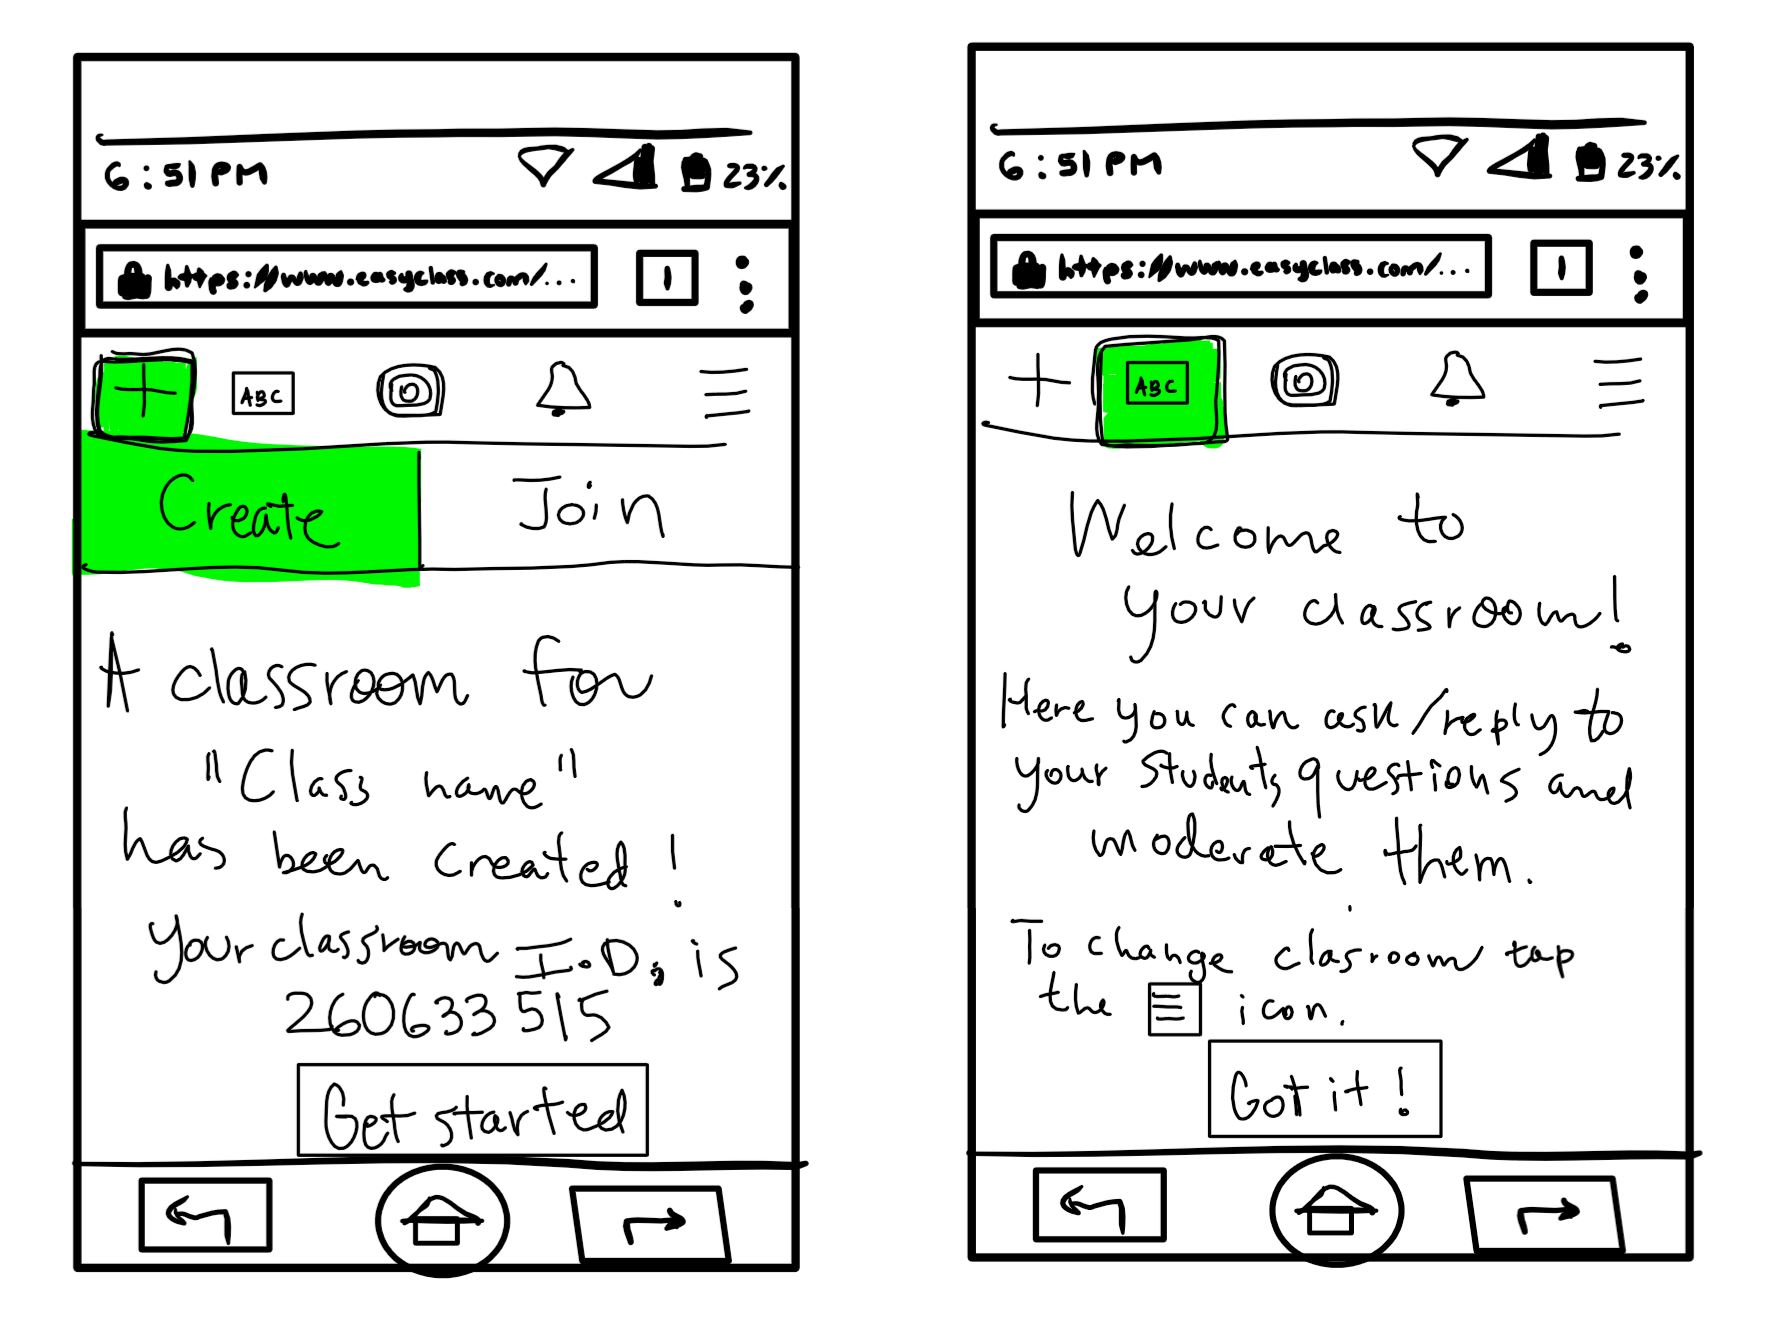 6:51 PM 23%
https://www.easyclass.com/... 1
ABC
Create Join
A classroom for
"Class name"
has been created!
Your classroom I.D. is
260633515
Get started
6:51 PM 23%
https://www.easyclass.com/... 1
ABC
Welcome to
your classroom!
Here you can ask/reply to
your students questions and
moderate them.
To change clasroom tap
the icon.
Got it!